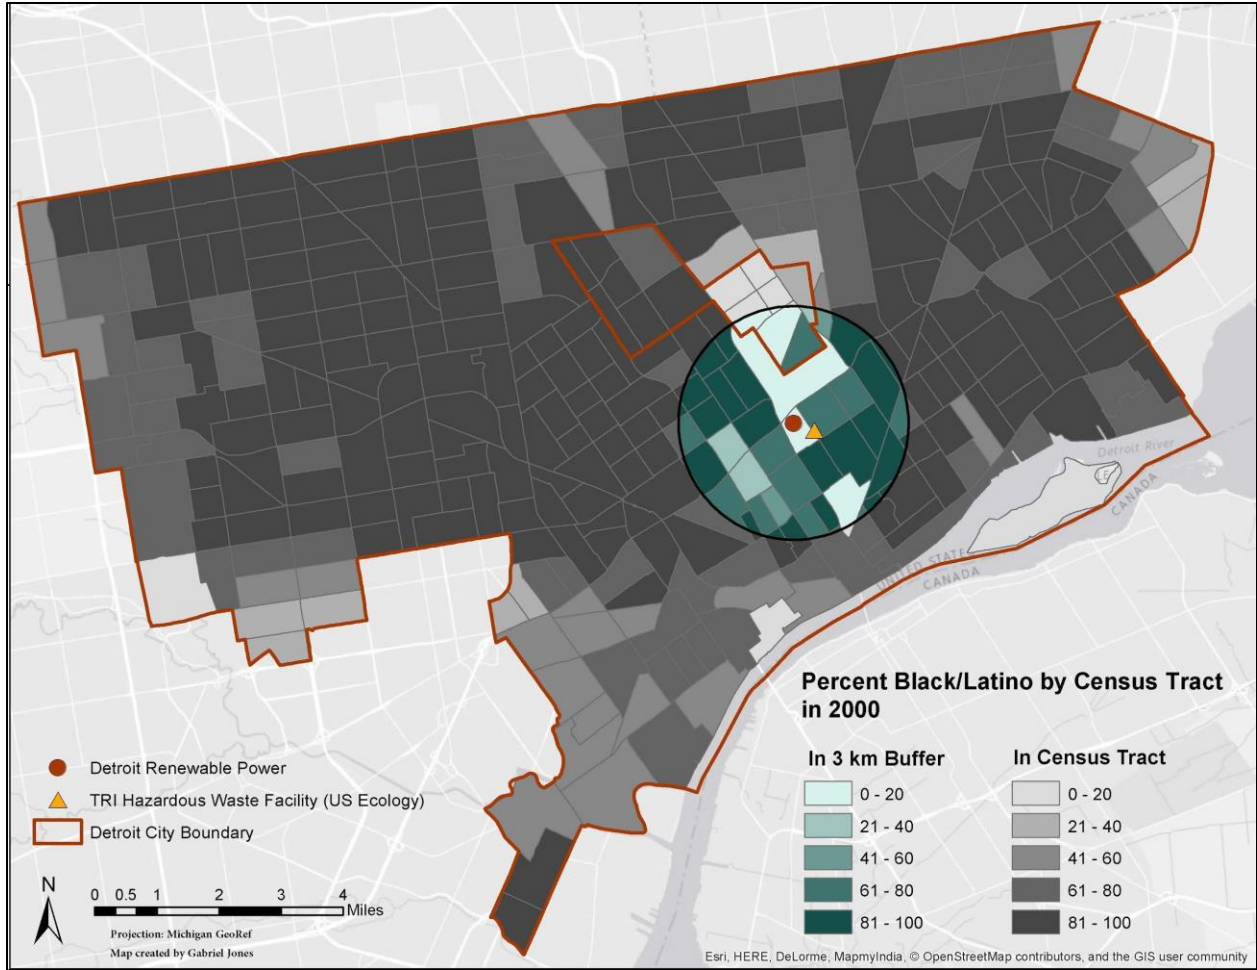 Detroit River
CANADA
UNITED STATE
CANADA
Percent Black/Latino by Census Tract
in 2000
In 3 km Buffer
0 - 20
21 - 40
41 - 60
61 - 80
81 - 100
In Census Tract
0 - 20
21 - 40
41 - 60
61 - 80
81 - 100
Detroit Renewable Power
TRI Hazardous Waste Facility (US Ecology)
Detroit City Boundary
N
0 0.5 1 2 3 4
Miles
Projection: Michigan GeoRef
Map created by Gabriel Jones
Esri, HERE, DeLorme, MapmyIndia, © OpenStreetMap contributors, and the GIS user community